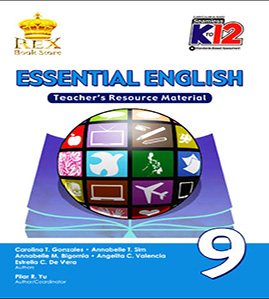 REX
Book Store
K to 12
ESSENTIAL ENGLISH
Teacher's Resource Material
Carolina T. Gonzales • Annabelle T. Sim
Annabelle M. Bigornia • Angelita C. Valencia
Estrella C. De Vera
Authors
Pilar R. Yu
Author/Coordinator
9